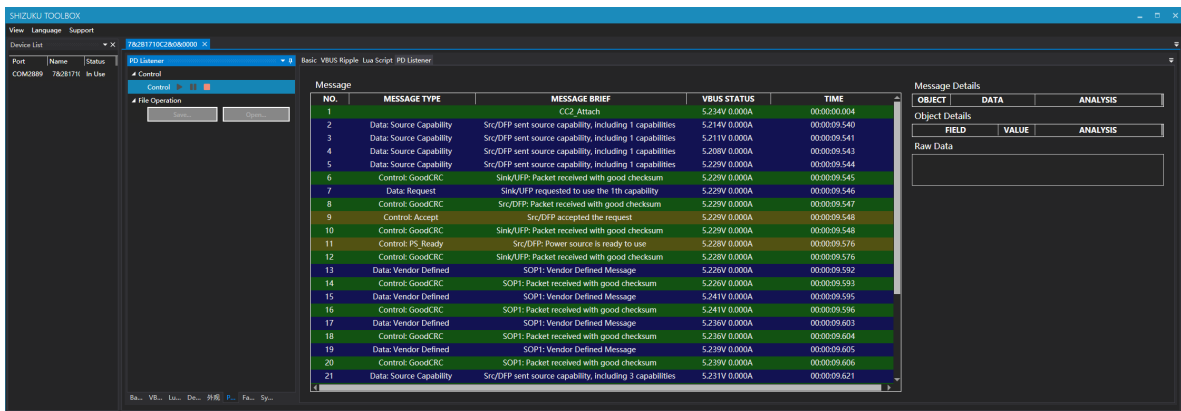 SHIZUKU TOOLBOX
View Language Support
Device List
7&2B1710C2&0&0000
Port Name Status
COM2889 7&2B171( In Use
PD Listener
Control
Control
File Operation
Save... Open...
Ba... VB... Lu... De... 外观 P... Fa... Sy...
Basic VBUS Ripple Lua Script PD Listener
Message
NO. MESSAGE TYPE MESSAGE BRIEF VBUS STATUS TIME
1 CC2_Attach 5.234V 0.000A 00:00:00.004
2 Data: Source Capability Src/DFP sent source capability, including 1 capabilities 5.214V 0.000A 00:00:09.540
3 Data: Source Capability Src/DFP sent source capability, including 1 capabilities 5.211V 0.000A 00:00:09.541
4 Data: Source Capability Src/DFP sent source capability, including 1 capabilities 5.208V 0.000A 00:00:09.543
5 Data: Source Capability Src/DFP sent source capability, including 1 capabilities 5.229V 0.000A 00:00:09.544
6 Control: GoodCRC Sink/UFP: Packet received with good checksum 5.229V 0.000A 00:00:09.545
7 Data: Request Sink/UFP requested to use the 1th capability 5.229V 0.000A 00:00:09.546
8 Control: GoodCRC Src/DFP: Packet received with good checksum 5.229V 0.000A 00:00:09.547
9 Control: Accept Src/DFP accepted the request 5.229V 0.000A 00:00:09.548
10 Control: GoodCRC Sink/UFP: Packet received with good checksum 5.229V 0.000A 00:00:09.548
11 Control: PS_Ready Src/DFP: Power source is ready to use 5.228V 0.000A 00:00:09.576
12 Control: GoodCRC Sink/UFP: Packet received with good checksum 5.228V 0.000A 00:00:09.576
13 Data: Vendor Defined SOP1: Vendor Defined Message 5.226V 0.000A 00:00:09.592
14 Control: GoodCRC SOP1: Packet received with good checksum 5.226V 0.000A 00:00:09.593
15 Data: Vendor Defined SOP1: Vendor Defined Message 5.241V 0.000A 00:00:09.595
16 Control: GoodCRC SOP1: Packet received with good checksum 5.241V 0.000A 00:00:09.596
17 Data: Vendor Defined SOP1: Vendor Defined Message 5.236V 0.000A 00:00:09.603
18 Control: GoodCRC SOP1: Packet received with good checksum 5.236V 0.000A 00:00:09.604
19 Data: Vendor Defined SOP1: Vendor Defined Message 5.239V 0.000A 00:00:09.605
20 Control: GoodCRC SOP1: Packet received with good checksum 5.239V 0.000A 00:00:09.606
21 Data: Source Capability Src/DFP sent source capability, including 3 capabilities 5.231V 0.000A 00:00:09.621
Message Details
OBJECT DATA ANALYSIS
Object Details
FIELD VALUE ANALYSIS
Raw Data